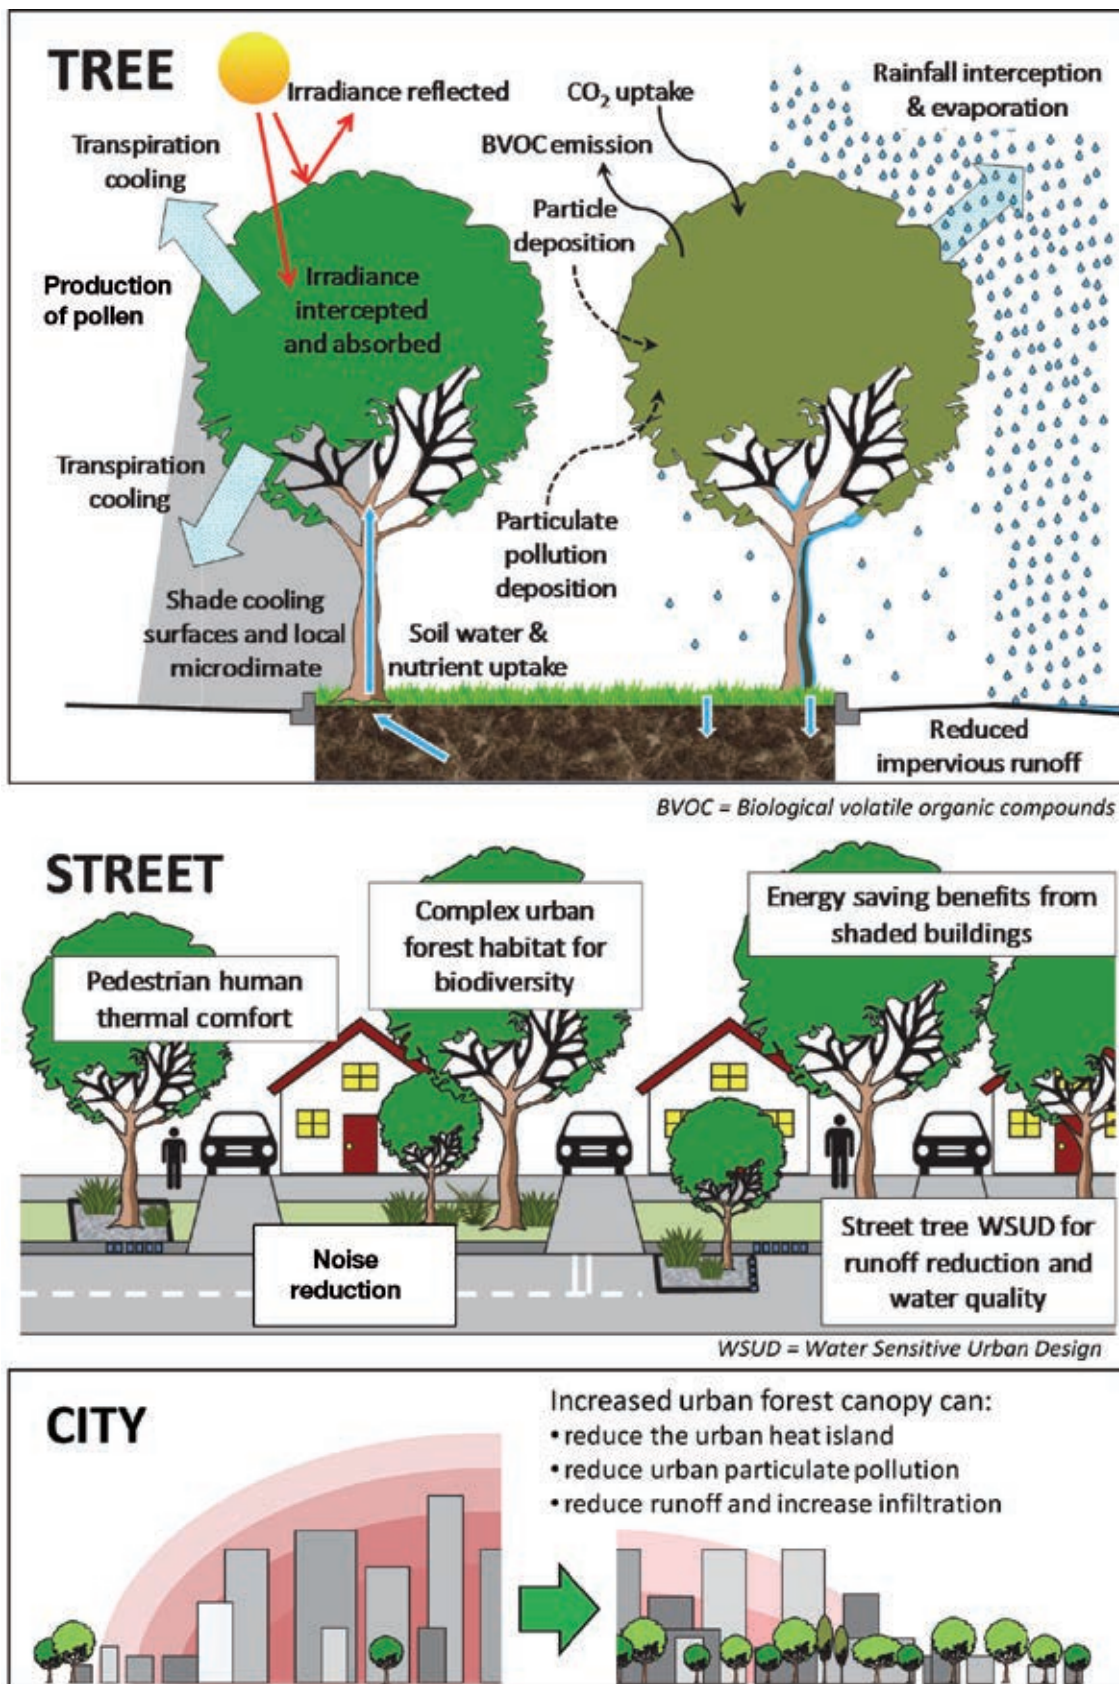 TREE
Irradiance reflected
Transpiration
cooling
Production
of pollen
Irradiance
intercepted
and absorbed
Transpiration
cooling
Shade cooling
surfaces and local
microclimate
Soil water &
nutrient uptake
CO₂ uptake
BVOC emission
Particle
deposition
Particulate
pollution
deposition
Rainfall interception
& evaporation
Reduced
impervious runoff
BVOC = Biological volatile organic compounds
STREET
Pedestrian human
thermal comfort
Complex urban
forest habitat for
biodiversity
Energy saving benefits from
shaded buildings
Noise
reduction
Street tree WSUD for
runoff reduction and
water quality
WSUD = Water Sensitive Urban Design
CITY
Increased urban forest canopy can:
• reduce the urban heat island
• reduce urban particulate pollution
• reduce runoff and increase infiltration